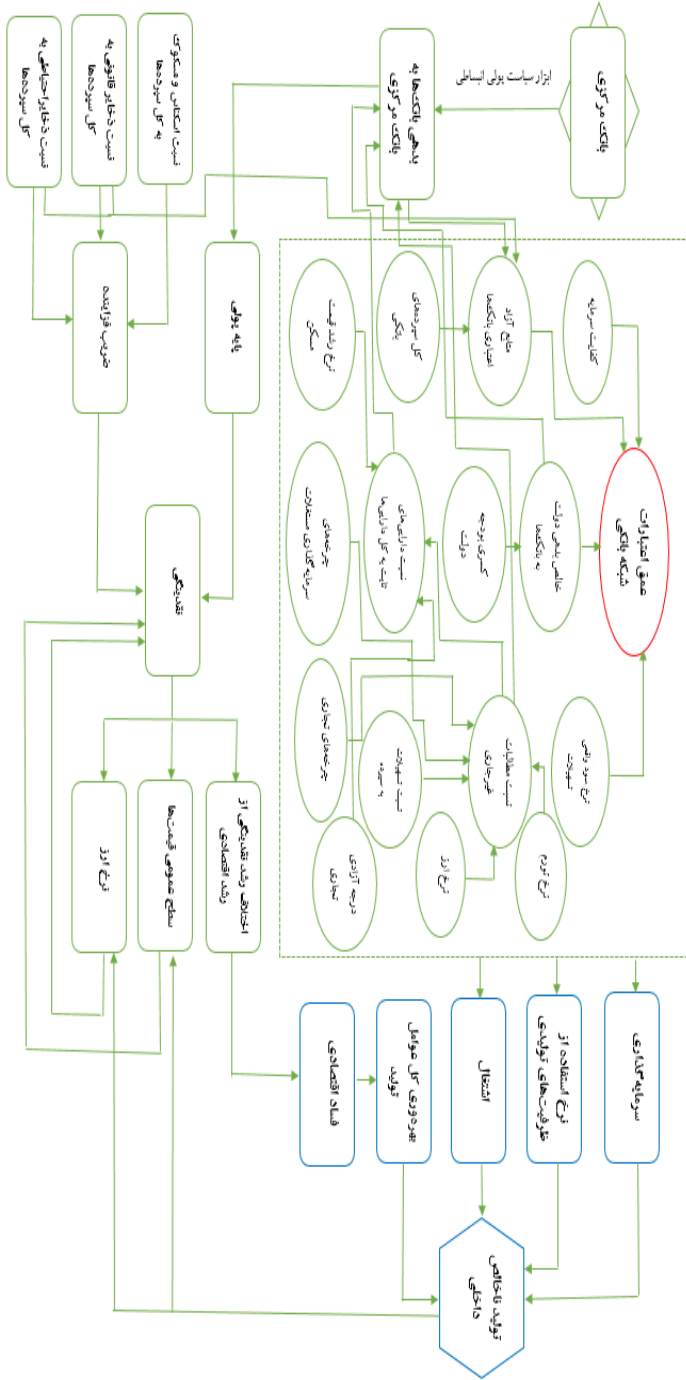 بانک مرکزی
ابزار سیاست پولی انبساطی
بدهی بانک‌ها به
بانک مرکزی
نسبت اسکناس و مسکوک
به کل سپرده‌ها
نسبت ذخایر قانونی به
کل سپرده‌ها
نسبت ذخایراحتیاطی به
کل سپرده‌ها
کفایت سرمایه
منابع آزاد
اعتباری بانک‌ها
کل سپرده‌های
بانکی
نرخ رشد قیمت
مسکن
پایه پولی
ضریب فزاینده
عمق اعتبارات
شبکه بانکی
خالص بدهی دولت
به بانک‌ها
کسری بودجه
دولت
نسبت دارایی‌های
ثابت به کل دارایی‌ها
چرخه‌های
سرمایه گذاری مستغلات
نقدینگی
نرخ سود واقعی
تسهیلات
نسبت مطالبات
غیرجاری
نسبت تسهیلات
به سپرده
چرخه‌های تجاری
نرخ تورم
نرخ ارز
درجه آزادی
تجاری
اختلاف رشد نقدینگی از
رشد اقتصادی
سطح عمومی قیمت‌ها
نرخ ارز
سرمایه‌گذاری
نرخ استفاده از
ظرفیت‌های تولیدی
اشتغال
بهره‌وری کل عوامل
تولید
فساد اقتصادی
تولید ناخالص
داخلی